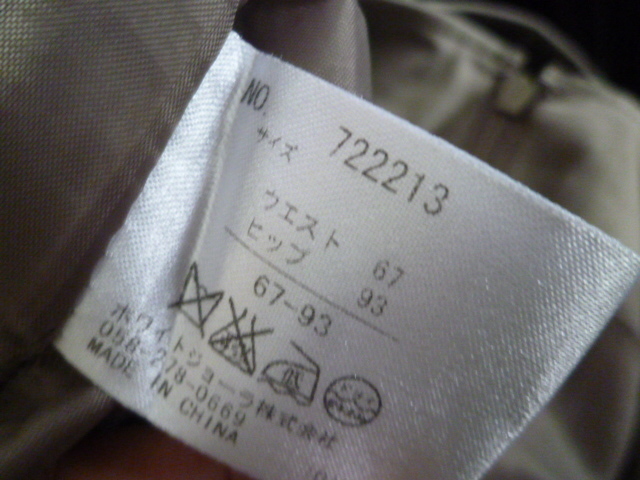 NO. 722213
サイズ
ウエスト 67
ヒップ 93
67-93
ホワイトジョーラ株式会社
058-278-0669
MADE IN CHINA